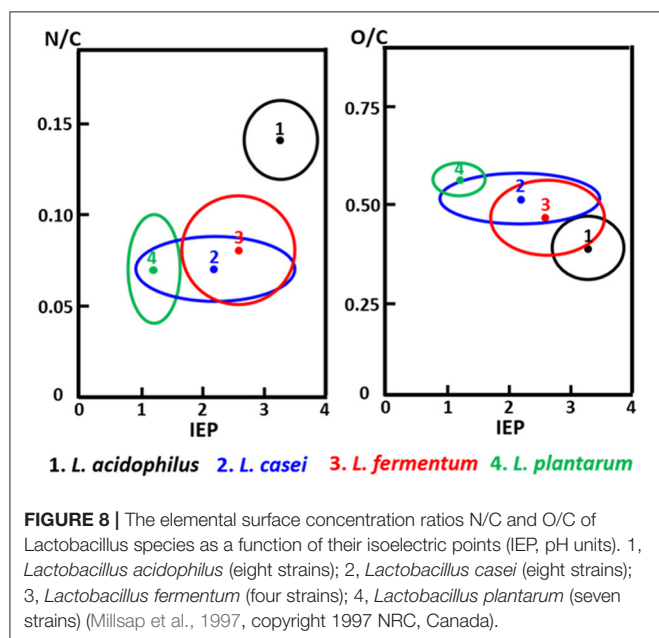 N/C
O/C
0.15
0.10
0.05
0
0
1
2
3
4
IEP
1
2
3
4
0.75
0.50
0.25
0
0
1
2
3
4
IEP
4
2
3
1
1. L. acidophilus 2. L. casei 3. L. fermentum 4. L. plantarum
FIGURE 8 | The elemental surface concentration ratios N/C and O/C of
Lactobacillus species as a function of their isoelectric points (IEP, pH units). 1,
Lactobacillus acidophilus (eight strains); 2, Lactobacillus casei (eight strains);
3, Lactobacillus fermentum (four strains); 4, Lactobacillus plantarum (seven
strains) (Millsap et al., 1997, copyright 1997 NRC, Canada).